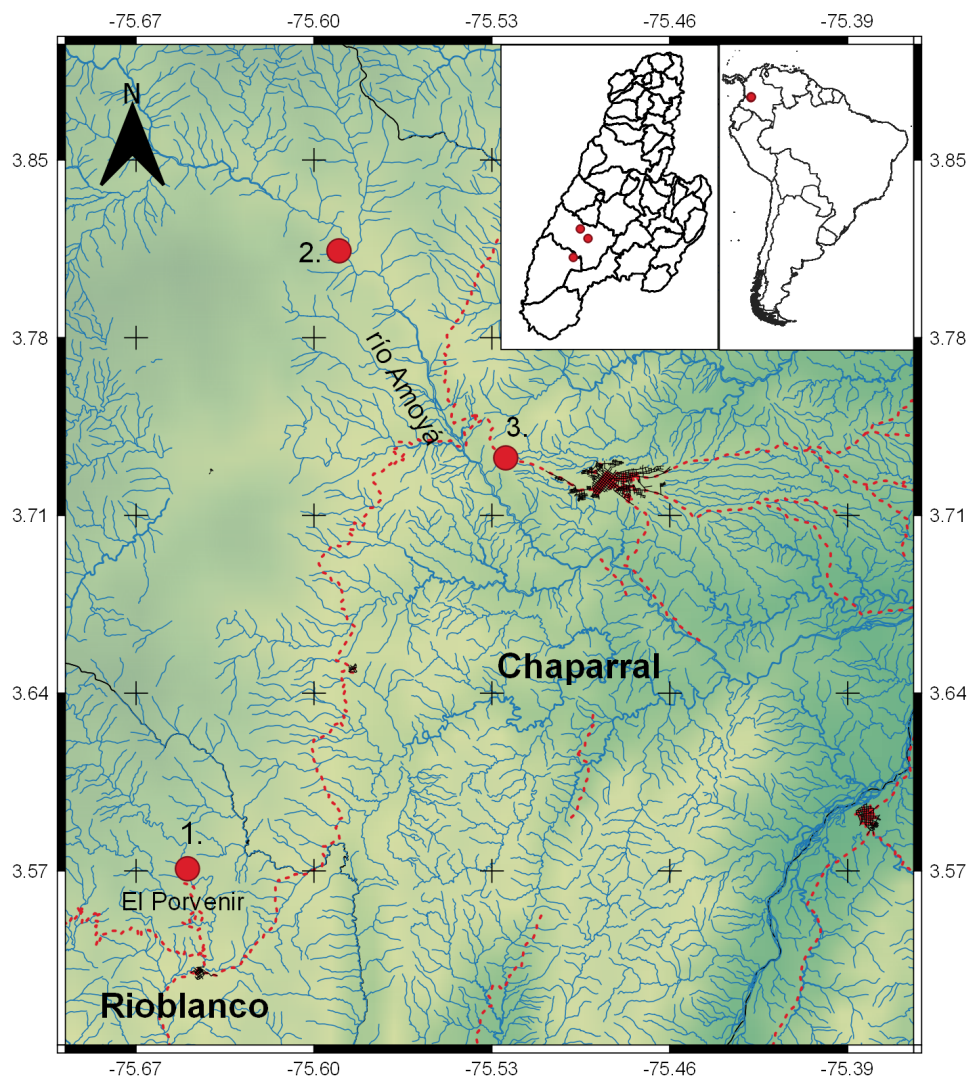 -75.67 -75.60 -75.53 -75.46 -75.39
N
3.85 3.85
2.
3.78 3.78
río Amoyá
3.
3.71 3.71
Chaparral
3.64 3.64
1.
3.57 3.57
El Porvenir
Rioblanco
-75.67 -75.60 -75.53 -75.46 -75.39